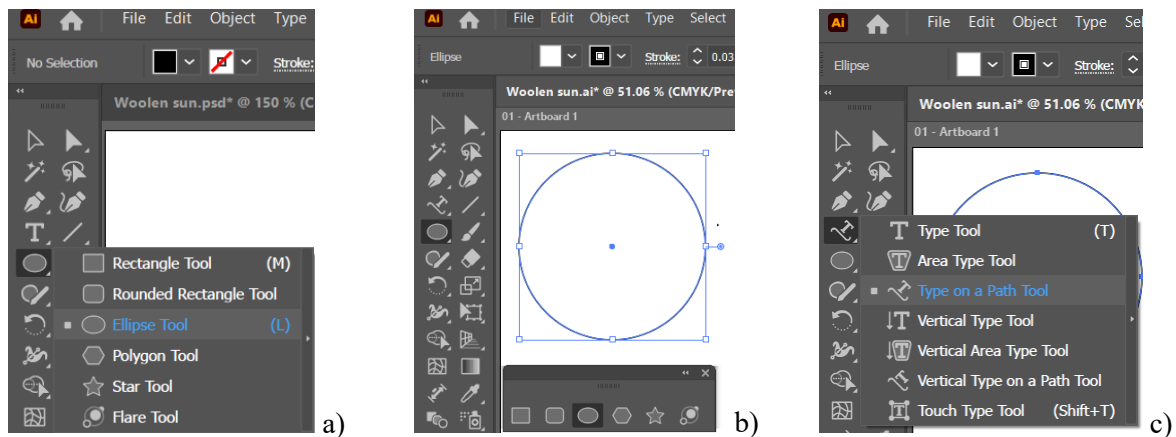 Ai File Edit Object Type
No Selection Stroke:
Woolen sun.psd* @ 150 % (C
T
Rectangle Tool (M)
Rounded Rectangle Tool
Ellipse Tool (L)
Polygon Tool
Star Tool
Flare Tool
a)
Ai File Edit Object Type Select
Ellipse Stroke: 0.03
Woolen sun.ai* @ 51.06 % (CMYK/Pre
01 - Artboard 1
b)
Ai File Edit Object Type Sel
Ellipse Stroke:
Woolen sun.ai* @ 51.06 % (CMYK
01 - Artboard 1
T Type Tool (T)
T Area Type Tool
Type on a Path Tool
T Vertical Type Tool
T Vertical Area Type Tool
Vertical Type on a Path Tool
T Touch Type Tool (Shift+T)
c)